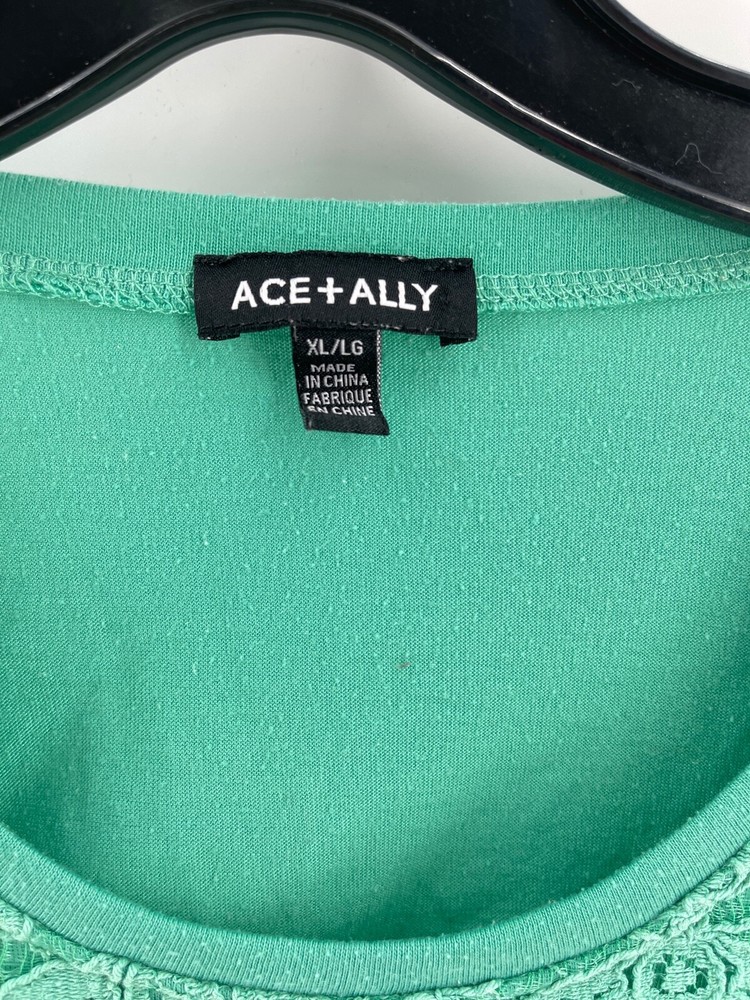 ACE+ALLY
XL/LG
MADE
IN CHINA
FABRIQUE
EN CHINE